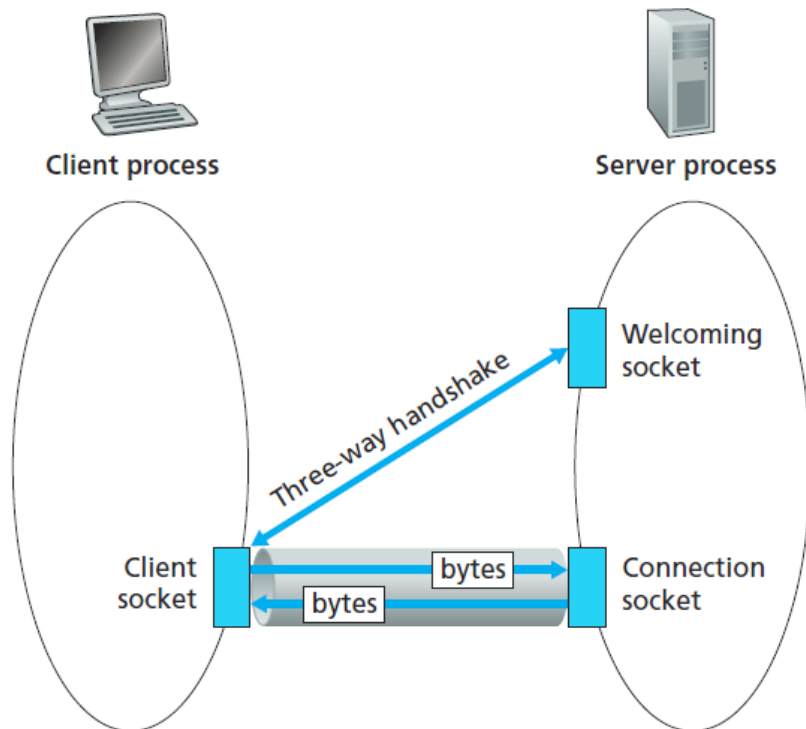 Client process
Server process
Welcoming
socket
Three-way handshake
Client
socket
bytes
bytes
Connection
socket